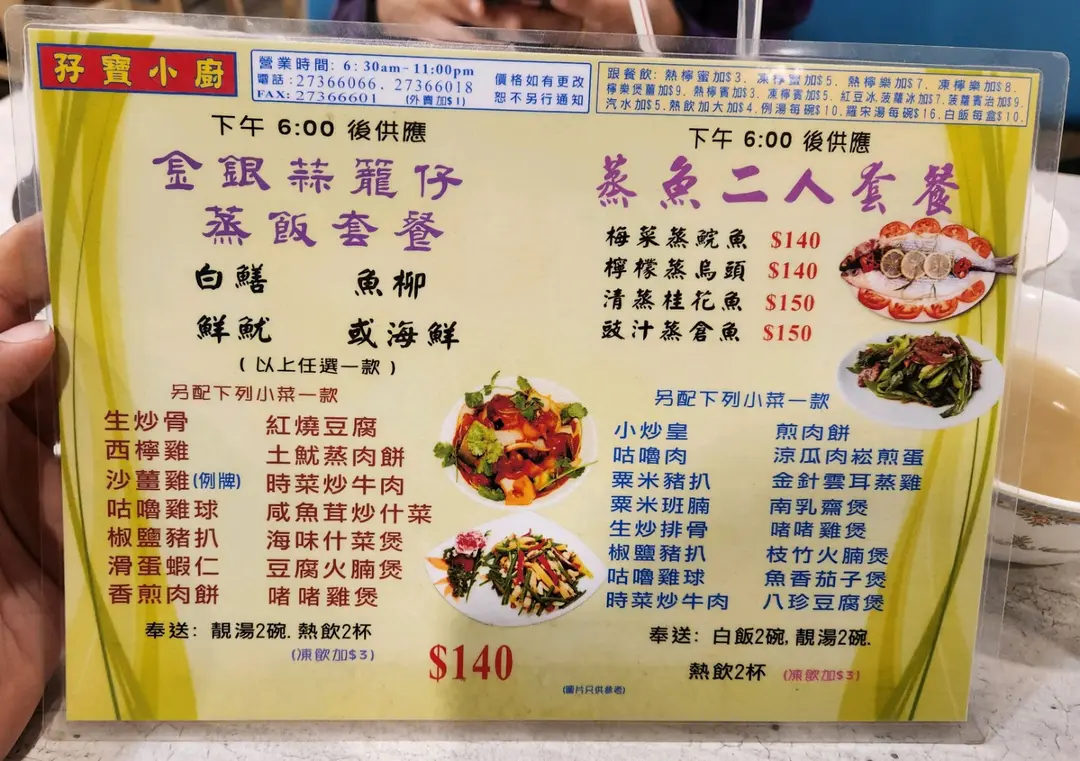 孖寶小廚
營業時間: 6:30am-11:00pm
電話:27366066. 27366018
FAX: 27366601 (外賣加$1)
價格如有更改
恕不另行通知
跟餐飲: 熱檸蜜加$3. 凍檸蜜加$5. 熱檸樂加$7. 凍檸樂加$8.
檸樂煲薑加$9. 熱檸賓加$3. 凍檸賓加$5. 紅豆冰.菠蘿冰加$7. 菠蘿賓治加$9.
汽水加$5. 熱飲加大加$4. 例湯每碗$10. 羅宋湯每碗$16. 白飯每盒$10.
下午 6:00 後供應
金銀蒜籠仔
蒸飯套餐
白鱔 魚柳
鮮魷 或海鮮
(以上任選一款)
另配下列小菜一款
生炒骨 紅燒豆腐
西檸雞 土魷蒸肉餅
沙薑雞(例牌) 時菜炒牛肉
咕嚕雞球 咸魚茸炒什菜
椒鹽豬扒 海味什菜煲
滑蛋蝦仁 豆腐火腩煲
香煎肉餅 啫啫雞煲
奉送: 靚湯2碗. 熱飲2杯
(凍飲加$3)
$140
下午 6:00 後供應
蒸魚二人套餐
梅菜蒸鯇魚 $140
檸檬蒸烏頭 $140
清蒸桂花魚 $150
豉汁蒸倉魚 $150
另配下列小菜一款
小炒皇 煎肉餅
咕嚕肉 涼瓜肉崧煎蛋
粟米豬扒 金針雲耳蒸雞
粟米班腩 南乳齋煲
生炒排骨 啫啫雞煲
椒鹽豬扒 枝竹火腩煲
咕嚕雞球 魚香茄子煲
時菜炒牛肉 八珍豆腐煲
奉送: 白飯2碗, 靚湯2碗.
熱飲2杯 (凍飲加$3)
(圖片只供參考)